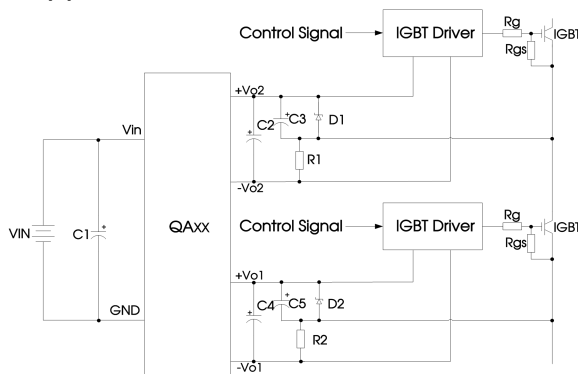 Control Signal
IGBT Driver
Rg
Rgs
IGBT
+Vo2
C2
C3
D1
R1
-Vo2
Vin
VIN
C1
QAxx
GND
Control Signal
IGBT Driver
Rg
Rgs
IGBT
+Vo1
C4
C5
D2
R2
-Vo1